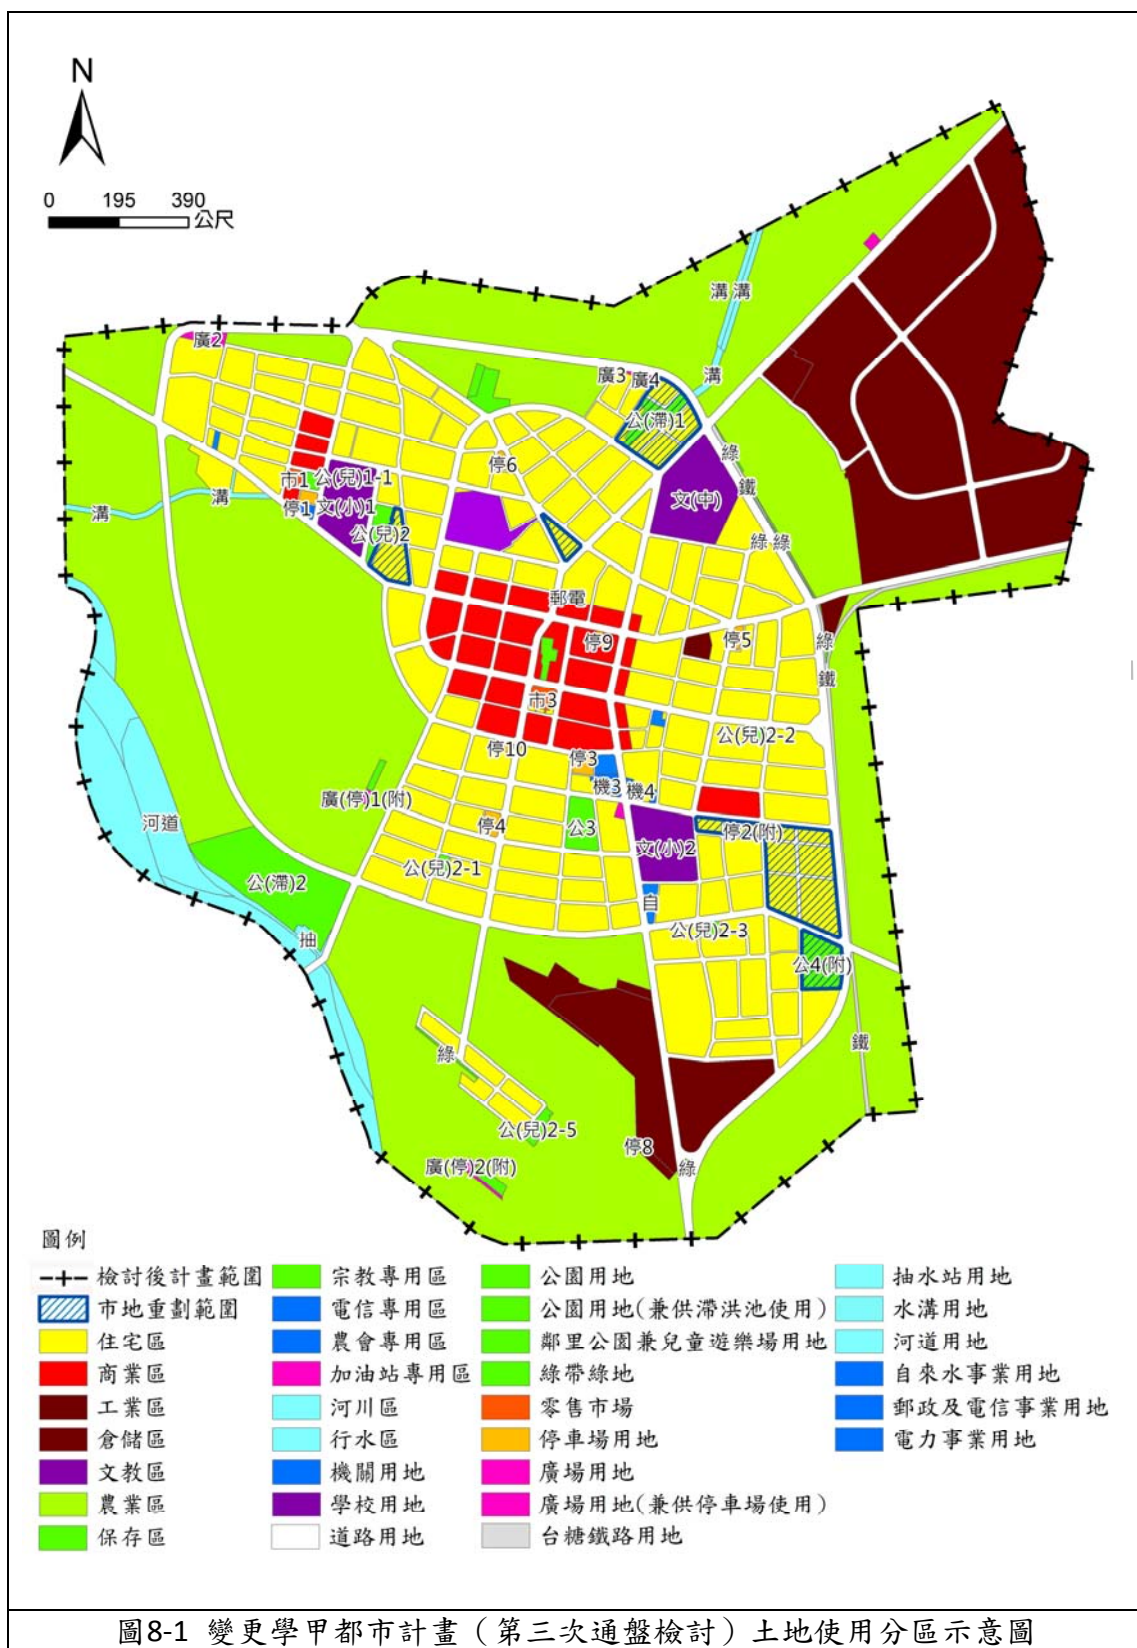 N
0 195 390
公尺
溝 溝
廣2
廣3 廣4
溝
公(滯)1
綠
停6
鐵
市1 公(兒)1-1
文(中)
溝
停1 文(小)1
溝
公(兒)2
綠 綠
郵電
停9
停5
綠
鐵
市3
公(兒)2-2
停10
停3
機3 機4
廣(停)1(附)
河道
停4
公3
停2(附)
文(小)2
公(兒)2-1
公(滯)2
自
公(兒)2-3
抽
公4(附)
綠
鐵
公(兒)2-5
停8
廣(停)2(附)
綠
圖例
檢討後計畫範圍
市地重劃範圍
住宅區
商業區
工業區
倉儲區
文教區
農業區
保存區
宗教專用區
電信專用區
農會專用區
加油站專用區
河川區
行水區
機關用地
學校用地
道路用地
公園用地
公園用地(兼供滯洪池使用)
鄰里公園兼兒童遊樂場用地
綠帶綠地
零售市場
停車場用地
廣場用地
廣場用地(兼供停車場使用)
台糖鐵路用地
抽水站用地
水溝用地
河道用地
自來水事業用地
郵政及電信事業用地
電力事業用地
圖8-1 變更學甲都市計畫（第三次通盤檢討）土地使用分區示意圖